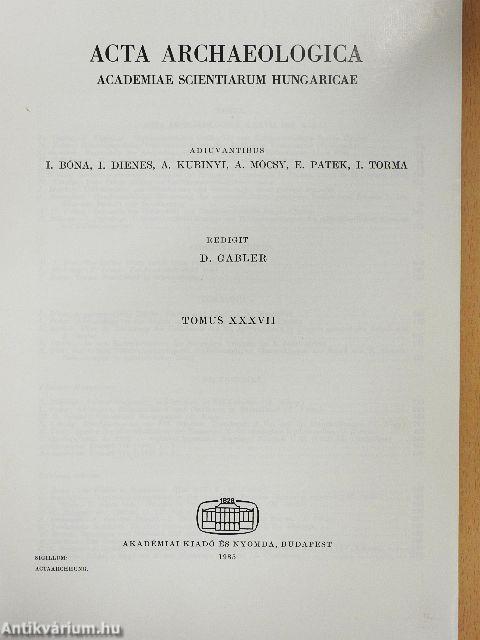 ACTA ARCHAEOLOGICA
ACADEMIAE SCIENTIARUM HUNGARICAE
ADIUVANTIBUS
I. BÓNA, I. DIENES, A. KUBINYI, A. MÓCSY, E. PATEK, I. TORMA
REDIGIT
D. GABLER
TOMUS XXXVII
1828
AKADÉMIAI KIADÓ ÉS NYOMDA, BUDAPEST
1985
SIGILLUM:
ACTAARCHHUNG.
Antikvárium.hu